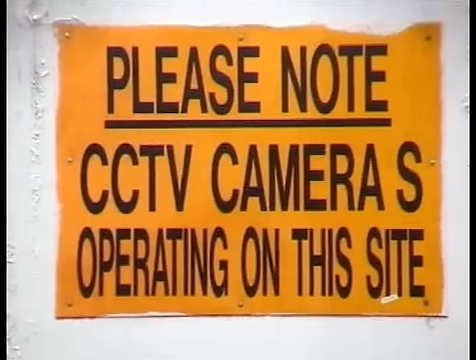 PLEASE NOTE
CCTV CAMERA S
OPERATING ON THIS SITE